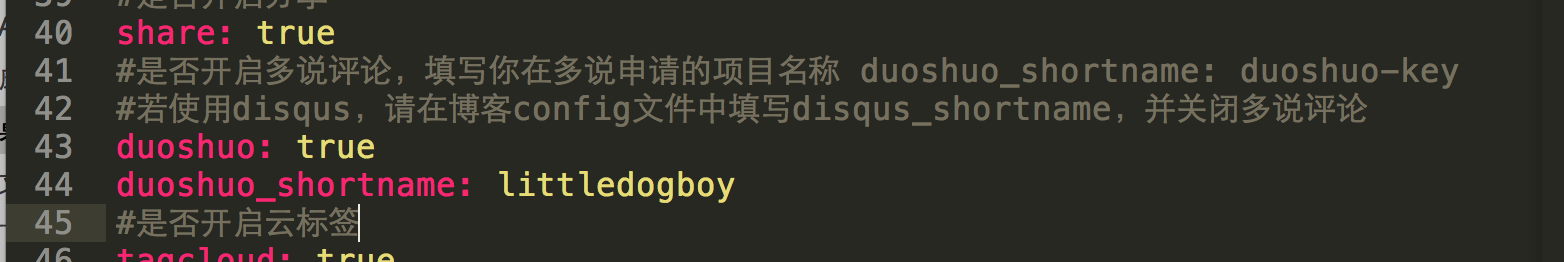 39 #是否开启分享
40 share: true
41 #是否开启多说评论，填写你在多说申请的项目名称 duoshuo_shortname: duoshuo-key
42 #若使用disqus，请在博客config文件中填写disqus_shortname，并关闭多说评论
43 duoshuo: true
44 duoshuo_shortname: littledogboy
45 #是否开启云标签
46 tagcloud: true